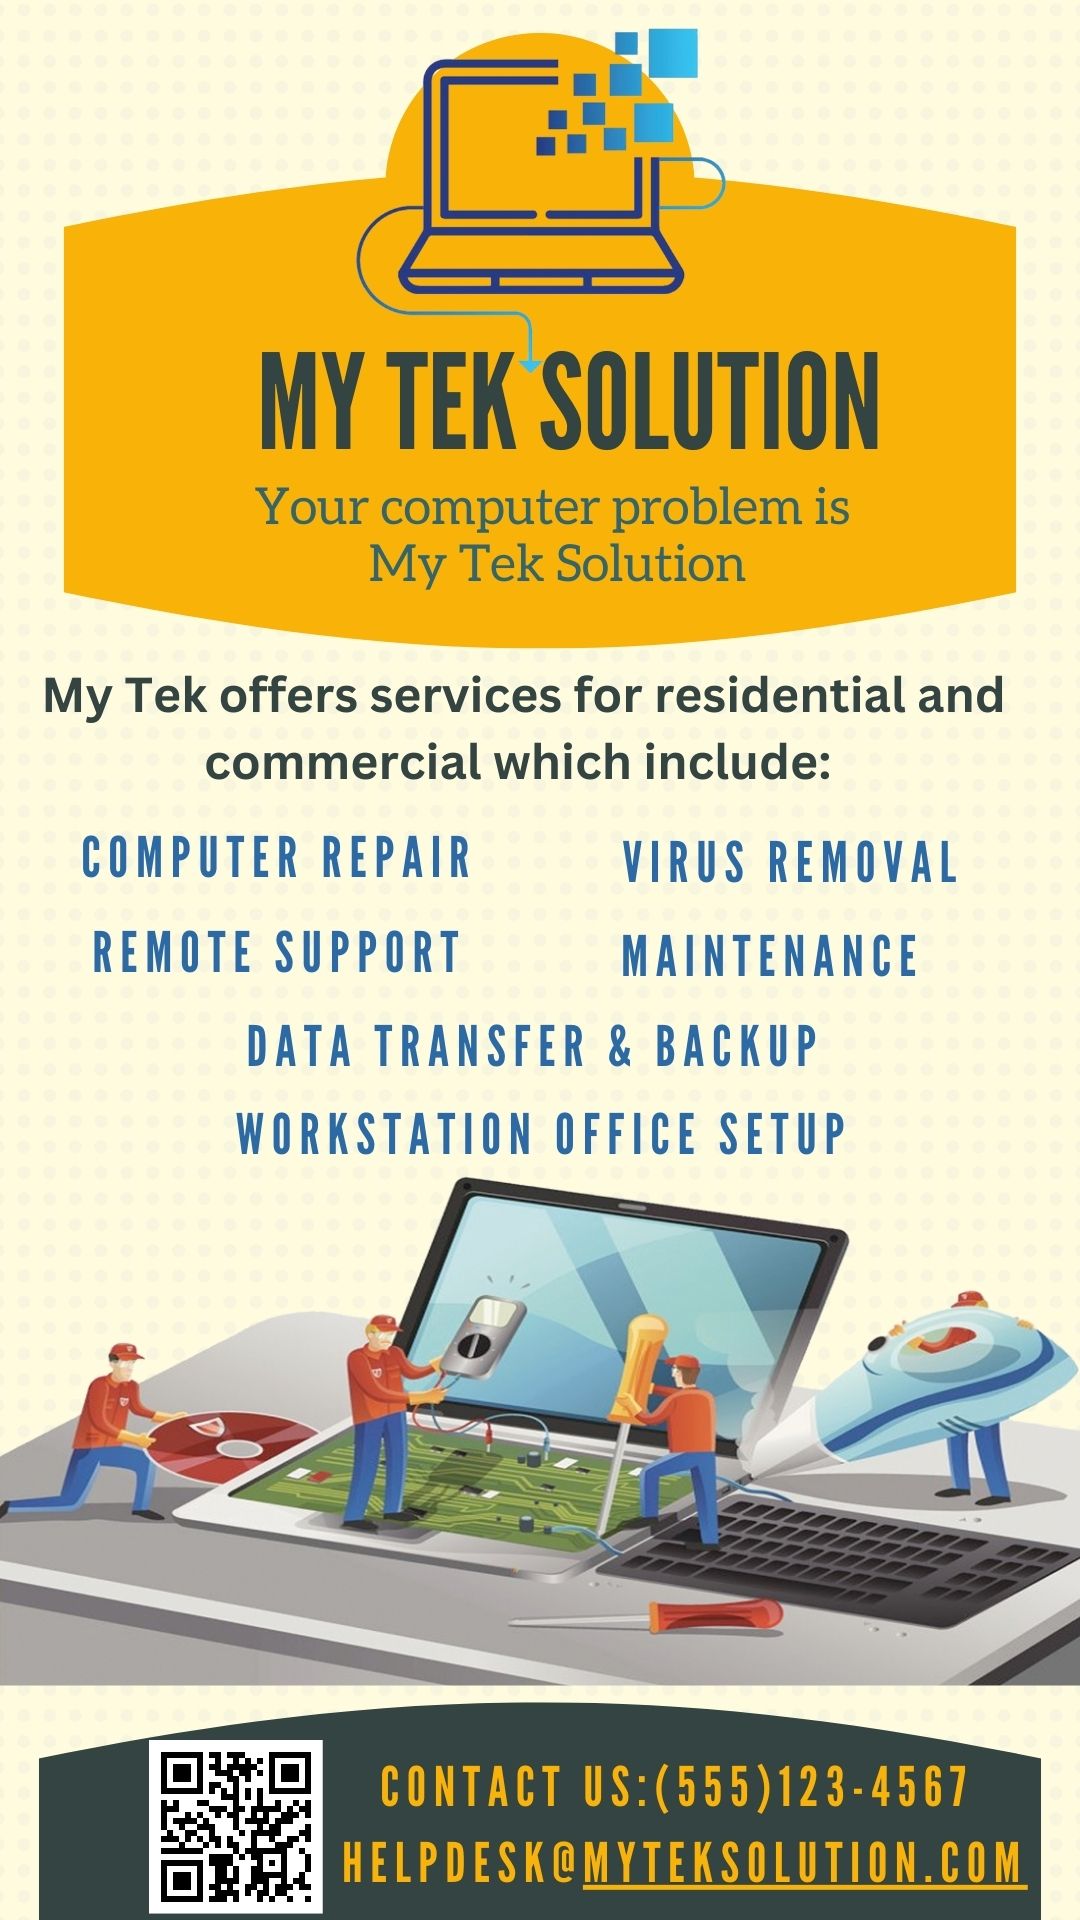 MY TEK SOLUTION
Your computer problem is
My Tek Solution
My Tek offers services for residential and
commercial which include:
COMPUTER REPAIR
VIRUS REMOVAL
REMOTE SUPPORT
MAINTENANCE
DATA TRANSFER & BACKUP
WORKSTATION OFFICE SETUP
CONTACT US:(555)123-4567
HELPDESK@MYTEKSOLUTION.COM